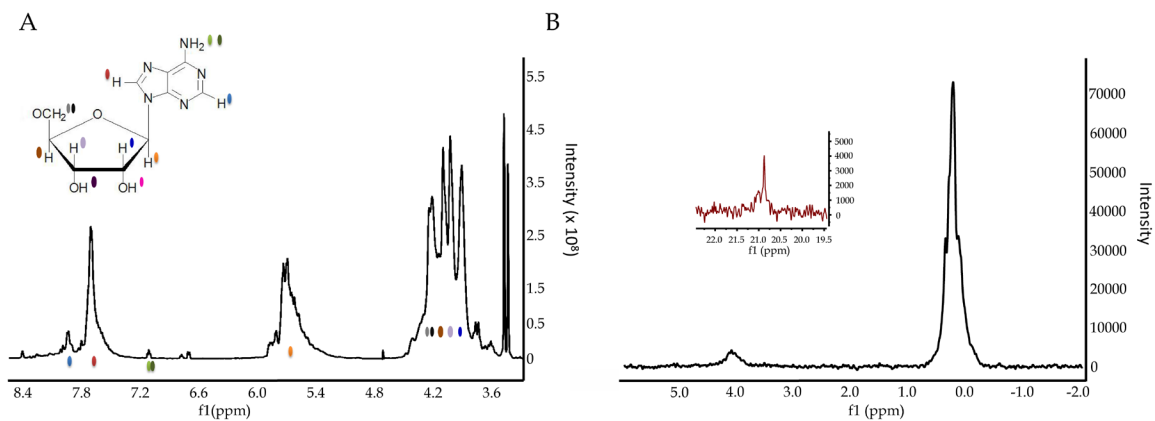 A
B
NH2
N
N
H
N
N
H
OCH2
O
H
H
H
H
OH
OH
5.5
4.5
3.5
2.5
1.5
0.5
0
Intensity (x 10⁸)
8.4 7.8 7.2 6.6 6.0 5.4 4.8 4.2 3.6
f1(ppm)
5000
4000
3000
2000
1000
0
22.0 21.5 21.0 20.5 20.0 19.5
f1 (ppm)
70000
60000
50000
40000
30000
20000
10000
0
Intensity
5.0 4.0 3.0 2.0 1.0 0.0 -1.0 -2.0
f1 (ppm)